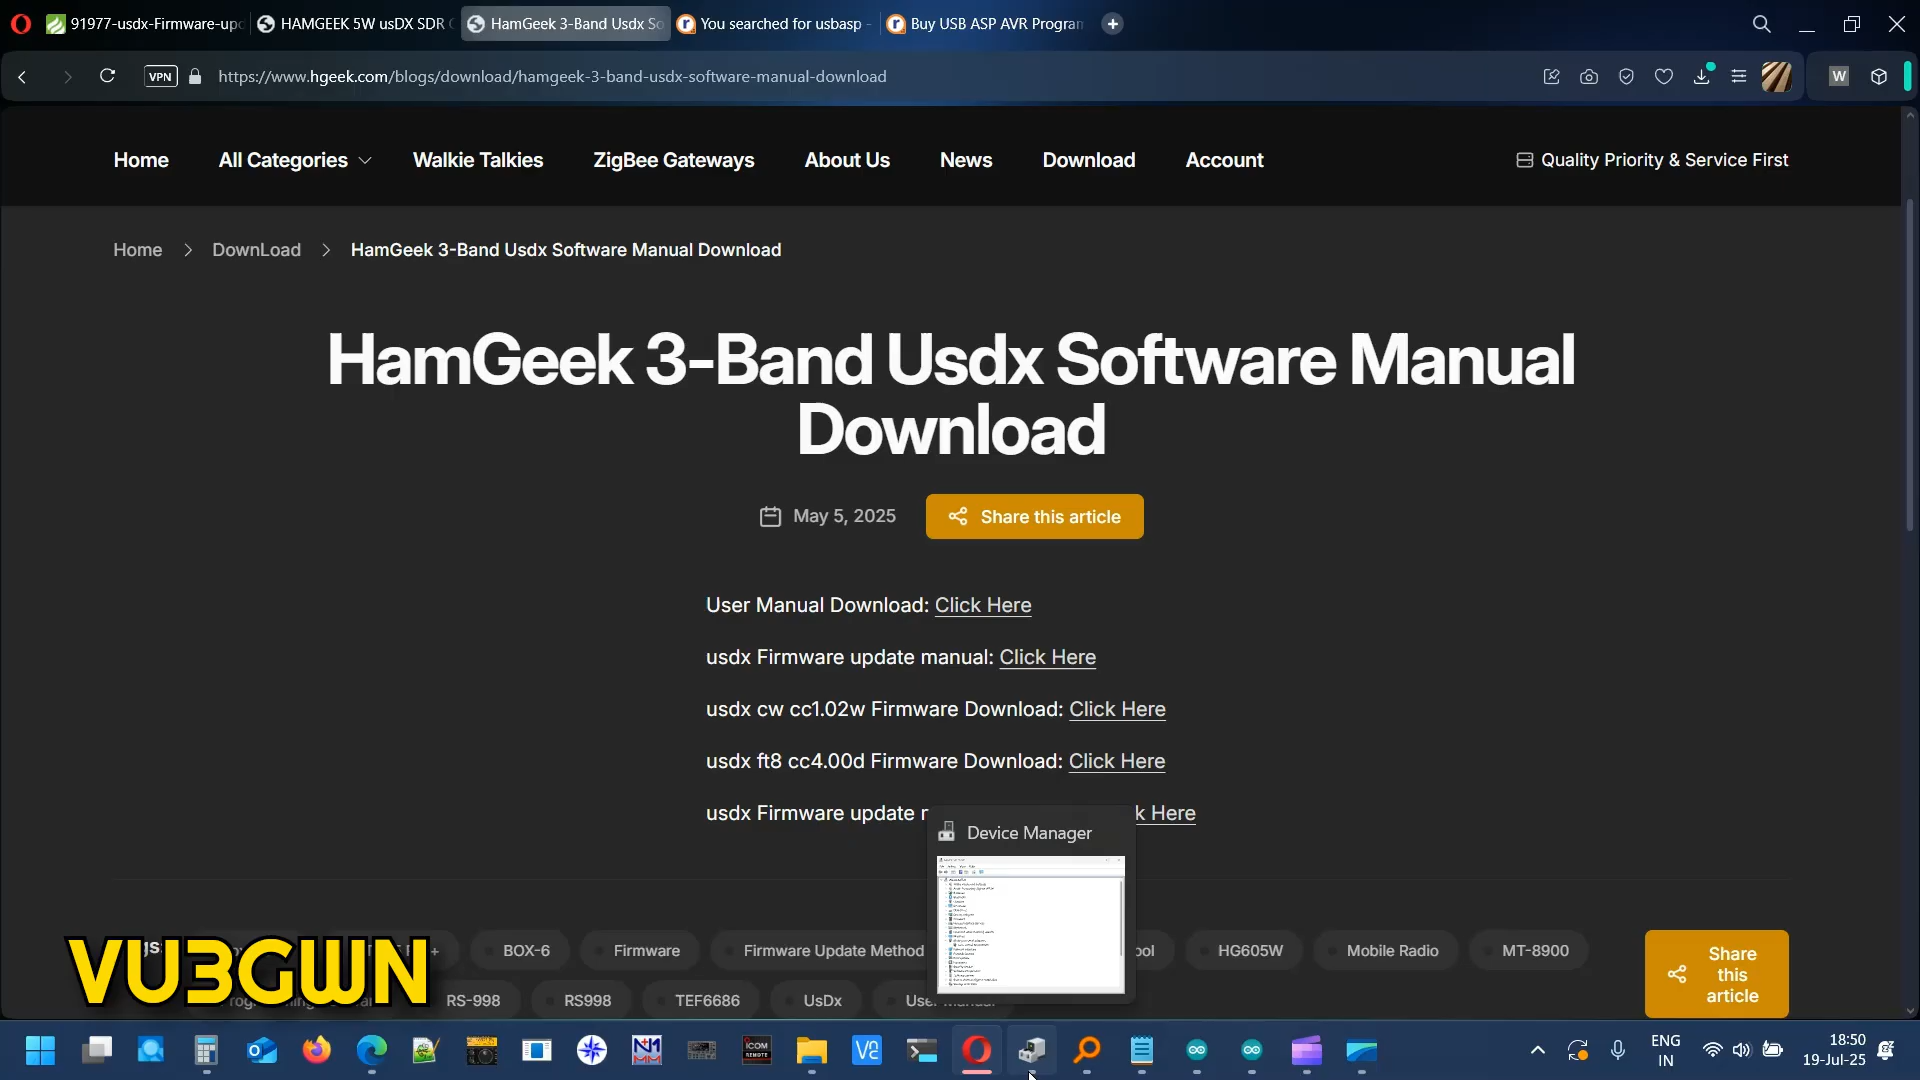 91977-usdx-Firmware-up
HAMGEEK 5W usDX SDR
HamGeek 3-Band Usdx So
You searched for usbasp -
Buy USB ASP AVR Program
VPN
https://www.hgeek.com/blogs/download/hamgeek-3-band-usdx-software-manual-download
W
Home
All Categories
Walkie Talkies
ZigBee Gateways
About Us
News
Download
Account
Quality Priority & Service First
Home > DownLoad > HamGeek 3-Band Usdx Software Manual Download
HamGeek 3-Band Usdx Software Manual
Download
May 5, 2025
Share this article
User Manual Download: Click Here
usdx Firmware update manual: Click Here
usdx cw cc1.02w Firmware Download: Click Here
usdx ft8 cc4.00d Firmware Download: Click Here
usdx Firmware update
k Here
Device Manager
BOX-6
Firmware
Firmware Update Method
HG605W
Mobile Radio
MT-8900
RS-998
RS998
TEF6686
UsDx
Share
this
article
VU3GWN
ICOM
REMOTE
ENG
IN
18:50
19-Jul-25